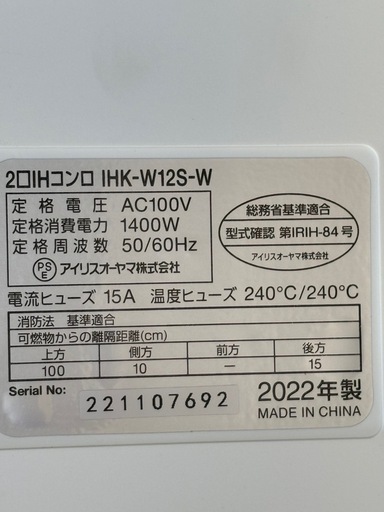 2口IHコンロ IHK-W12S-W
定格電圧 AC100V
定格消費電力 1400W
定格周波数 50/60Hz
PSE アイリスオーヤマ株式会社
総務省基準適合
型式確認 第IRIH-84号
アイリスオーヤマ株式会社
電流ヒューズ 15A 温度ヒューズ 240℃/240℃
消防法 基準適合
可燃物からの離隔距離(cm)
上方 側方 前方 後方
100 10 — 15
Serial No: 221107692 2022年製
MADE IN CHINA